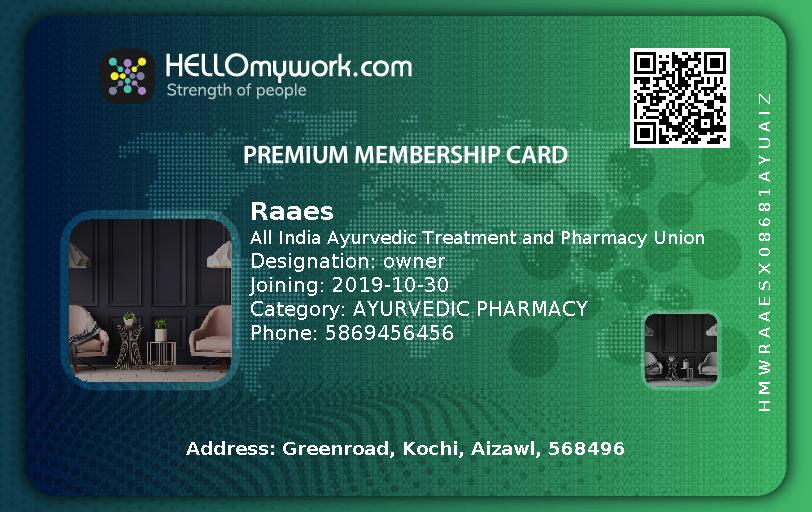 HELLOmywork.com
Strength of people
PREMIUM MEMBERSHIP CARD
Raaes
All India Ayurvedic Treatment and Pharmacy Union
Designation: owner
Joining: 2019-10-30
Category: AYURVEDIC PHARMACY
Phone: 5869456456
Address: Greenroad, Kochi, Aizawl, 568496
HMWRAAESX08681AYUAIZ